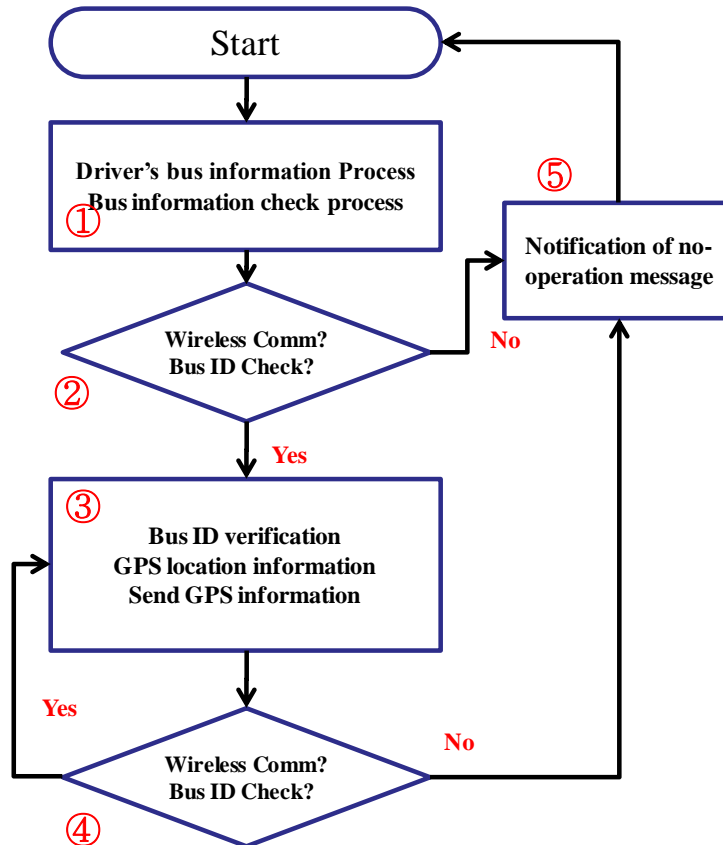 Start
Driver's bus information Process
Bus information check process
①
Wireless Comm?
Bus ID Check?
②
No
⑤
Notification of no-
operation message
Yes
③
Bus ID verification
GPS location information
Send GPS information
Yes
Wireless Comm?
Bus ID Check?
No
④